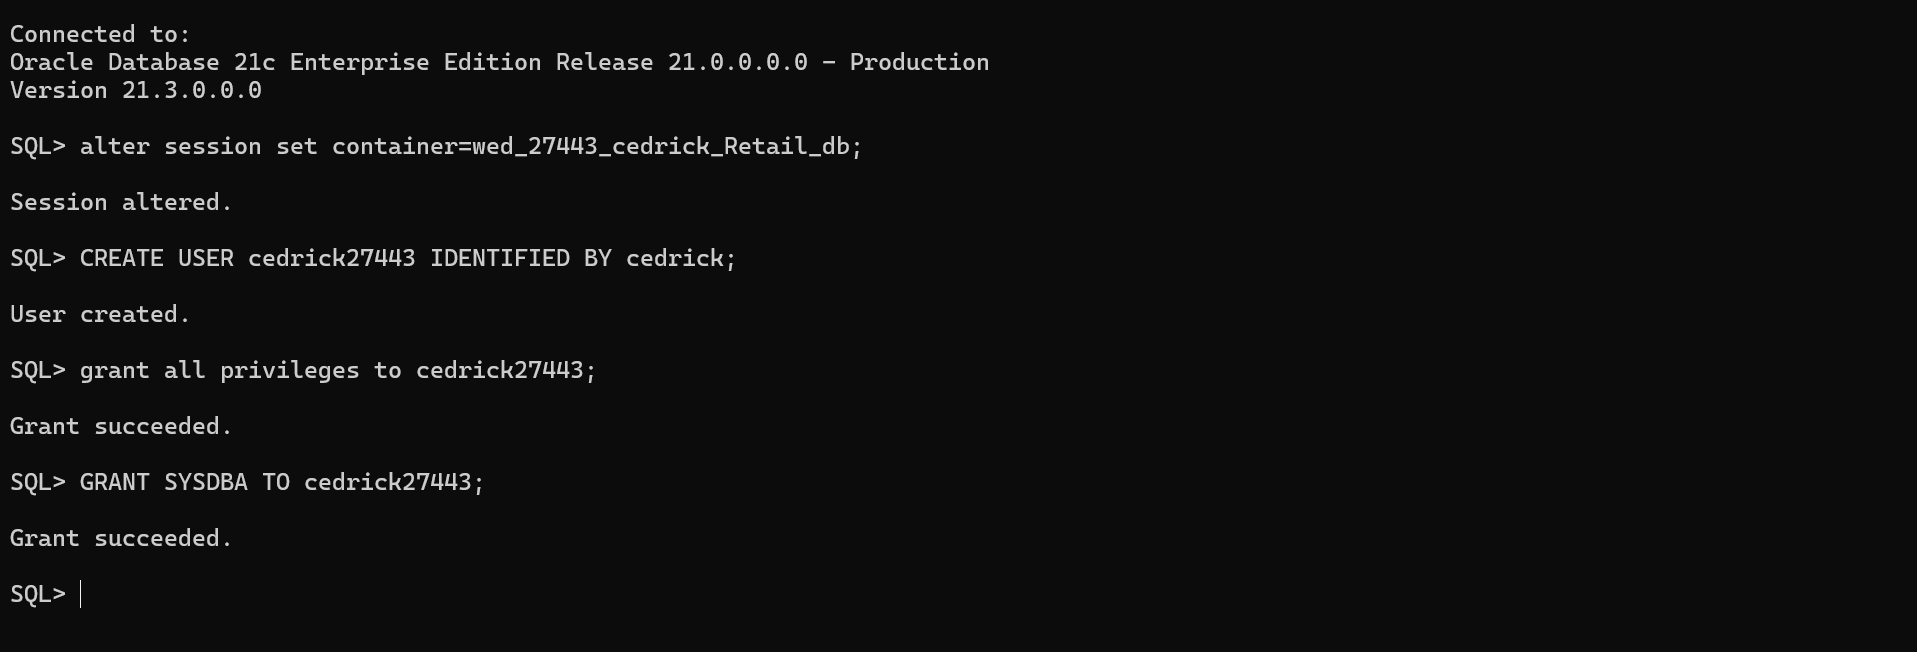 Connected to:
Oracle Database 21c Enterprise Edition Release 21.0.0.0.0 - Production
Version 21.3.0.0.0
SQL> alter session set container=wed_27443_cedrick_Retail_db;
Session altered.
SQL> CREATE USER cedrick27443 IDENTIFIED BY cedrick;
User created.
SQL> grant all privileges to cedrick27443;
Grant succeeded.
SQL> GRANT SYSDBA TO cedrick27443;
Grant succeeded.
SQL>